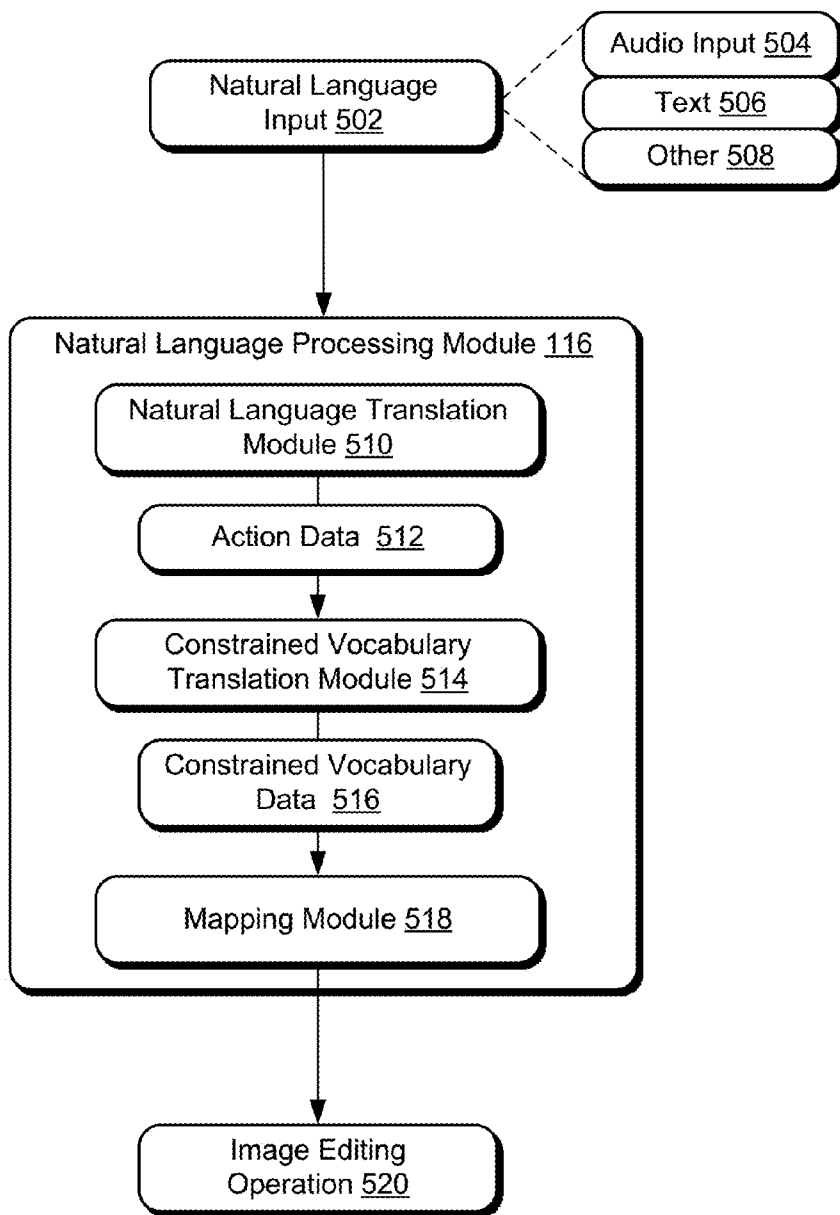 Natural Language
Input 502
Audio Input 504
Text 506
Other 508
Natural Language Processing Module 116
Natural Language Translation
Module 510
Action Data 512
Constrained Vocabulary
Translation Module 514
Constrained Vocabulary
Data 516
Mapping Module 518
Image Editing
Operation 520